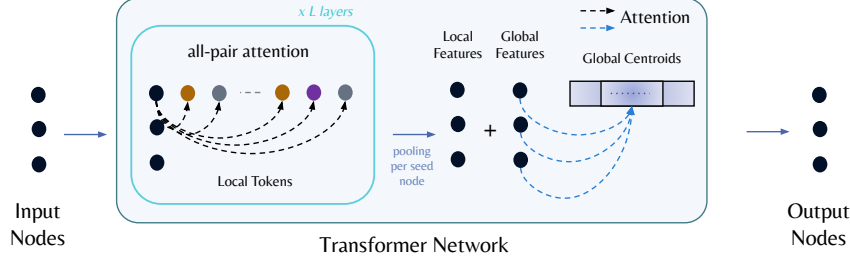 x L layers
all-pair attention
Local Tokens
pooling
per seed
node
Local
Features
Global
Features
+
Attention
Global Centroids
Input
Nodes
Output
Nodes
Transformer Network